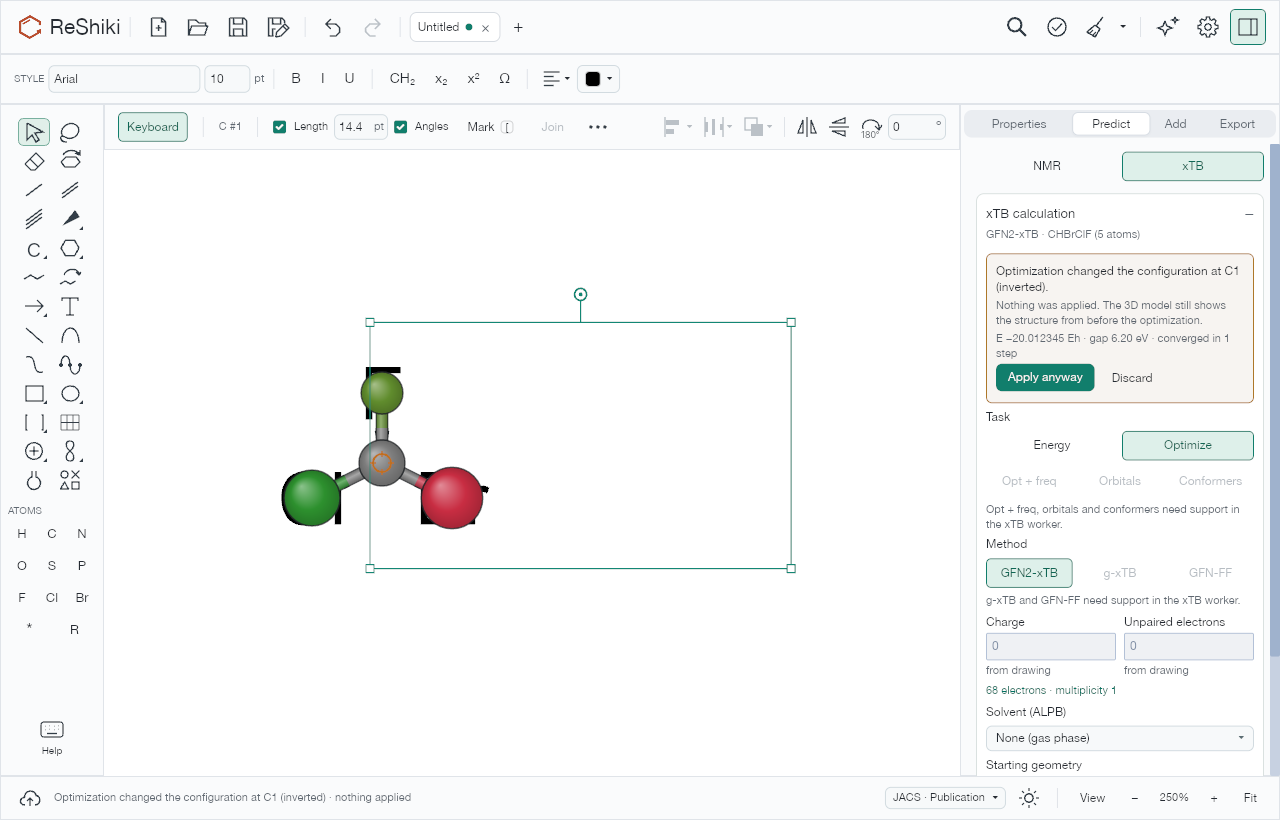 ReShiki
Untitled
STYLE Arial 10 pt B I U CH₂ x₂ x² Ω
Keyboard C #1 Length 14.4 pt Angles Mark [ ] Join ••• 180° 0 °
Properties Predict Add Export
NMR xTB
xTB calculation
GFN2-xTB · CHBrClF (5 atoms)
Optimization changed the configuration at C1
(inverted).
Nothing was applied. The 3D model still shows
the structure from before the optimization.
E −20.012345 Eh · gap 6.20 eV · converged in 1
step
Apply anyway Discard
Task
Energy Optimize
Opt + freq Orbitals Conformers
Opt + freq, orbitals and conformers need support in
the xTB worker.
Method
GFN2-xTB g-xTB GFN-FF
g-xTB and GFN-FF need support in the xTB worker.
Charge Unpaired electrons
0 0
from drawing from drawing
68 electrons · multiplicity 1
Solvent (ALPB)
None (gas phase)
Starting geometry
C
T
ATOMS
H C N
O S P
F Cl Br
* R
Help
Optimization changed the configuration at C1 (inverted) · nothing applied
JACS · Publication View − 250% + Fit